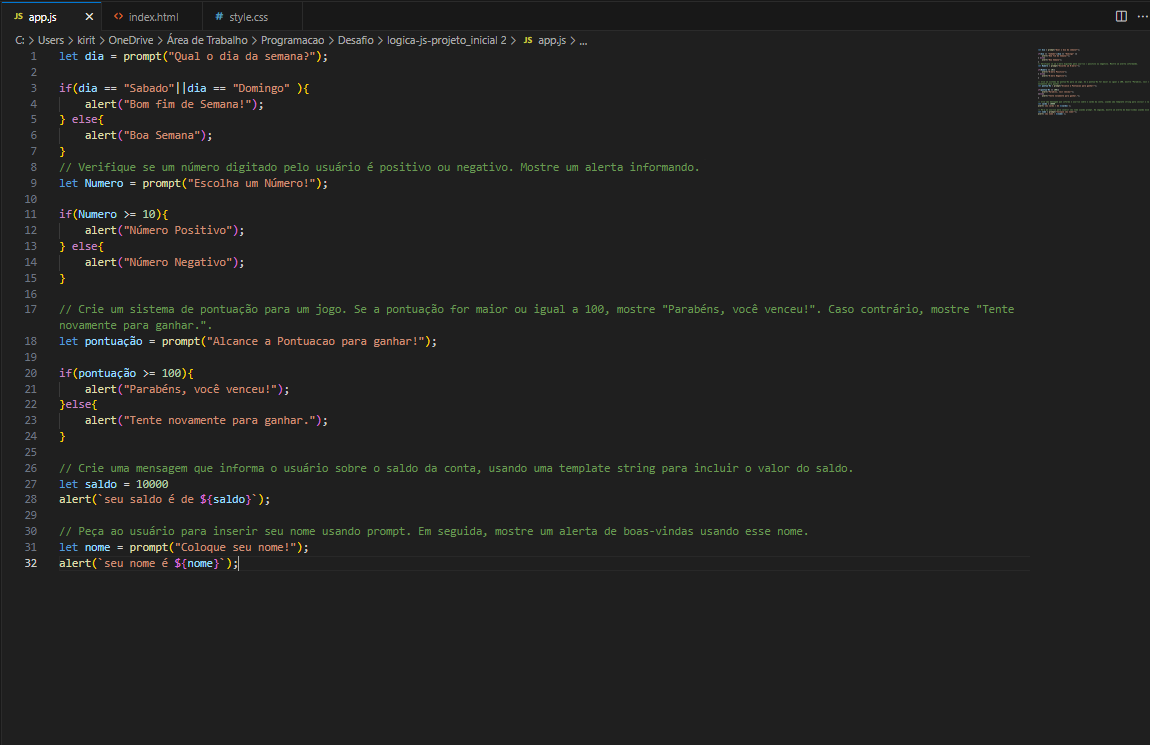 JS app.js × <> index.html # style.css ...
C: > Users > kirit > OneDrive > Área de Trabalho > Programacao > Desafio > logica-js-projeto_inicial 2 > JS app.js > ...
1 let dia = prompt("Qual o dia da semana?");
2
3 if(dia == "Sabado"||dia == "Domingo" ){
4 alert("Bom fim de Semana!");
5 } else{
6 alert("Boa Semana");
7 }
8 // Verifique se um número digitado pelo usuário é positivo ou negativo. Mostre um alerta informando.
9 let Numero = prompt("Escolha um Número!");
10
11 if(Numero >= 10){
12 alert("Número Positivo");
13 } else{
14 alert("Número Negativo");
15 }
16
17 // Crie um sistema de pontuação para um jogo. Se a pontuação for maior ou igual a 100, mostre "Parabéns, você venceu!". Caso contrário, mostre "Tente
novamente para ganhar.".
18 let pontuação = prompt("Alcance a Pontuacao para ganhar!");
19
20 if(pontuação >= 100){
21 alert("Parabéns, você venceu!");
22 }else{
23 alert("Tente novamente para ganhar.");
24 }
25
26 // Crie uma mensagem que informa o usuário sobre o saldo da conta, usando uma template string para incluir o valor do saldo.
27 let saldo = 10000
28 alert(`seu saldo é de ${saldo}`);
29
30 // Peça ao usuário para inserir seu nome usando prompt. Em seguida, mostre um alerta de boas-vindas usando esse nome.
31 let nome = prompt("Coloque seu nome!");
32 alert(`seu nome é ${nome}`);